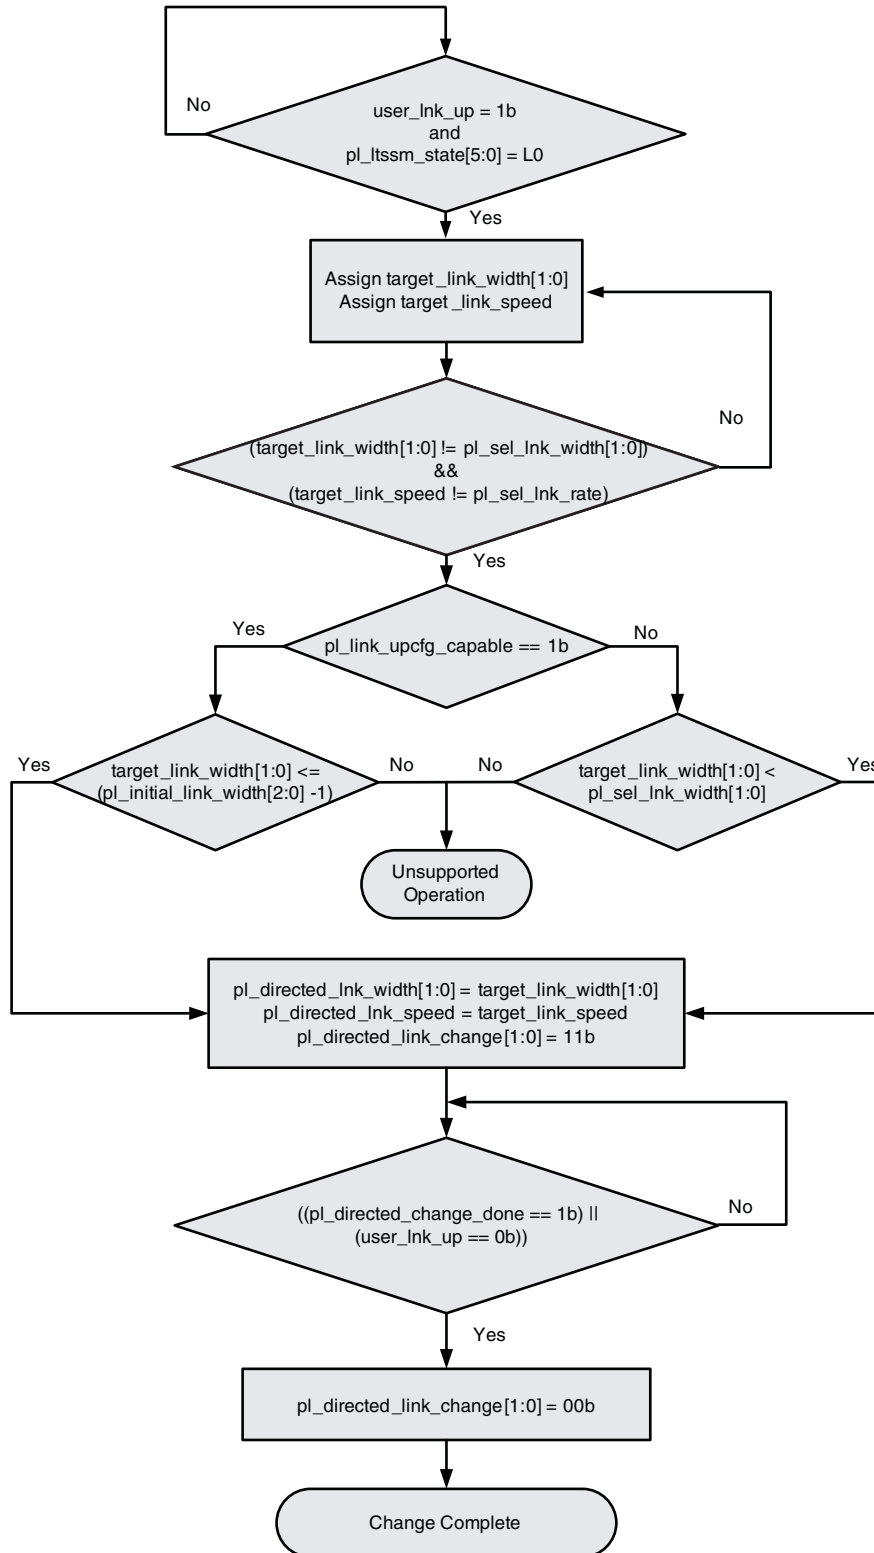 No
user_lnk_up = 1b
and
pl_ltssm_state[5:0] = L0
Yes
Assign target_link_width[1:0]
Assign target_link_speed
No
(target_link_width[1:0] != pl_sel_lnk_width[1:0])
&&
(target_link_speed != pl_sel_lnk_rate)
Yes
Yes
pl_link_upcfg_capable == 1b
No
Yes
target_link_width[1:0] <=
(pl_initial_link_width[2:0] -1)
No
No
target_link_width[1:0] <
pl_sel_lnk_width[1:0]
Yes
Unsupported
Operation
pl_directed_lnk_width[1:0] = target_link_width[1:0]
pl_directed_lnk_speed = target_link_speed
pl_directed_link_change[1:0] = 11b
((pl_directed_change_done == 1b) ||
(user_lnk_up == 0b))
No
Yes
pl_directed_link_change[1:0] = 00b
Change Complete